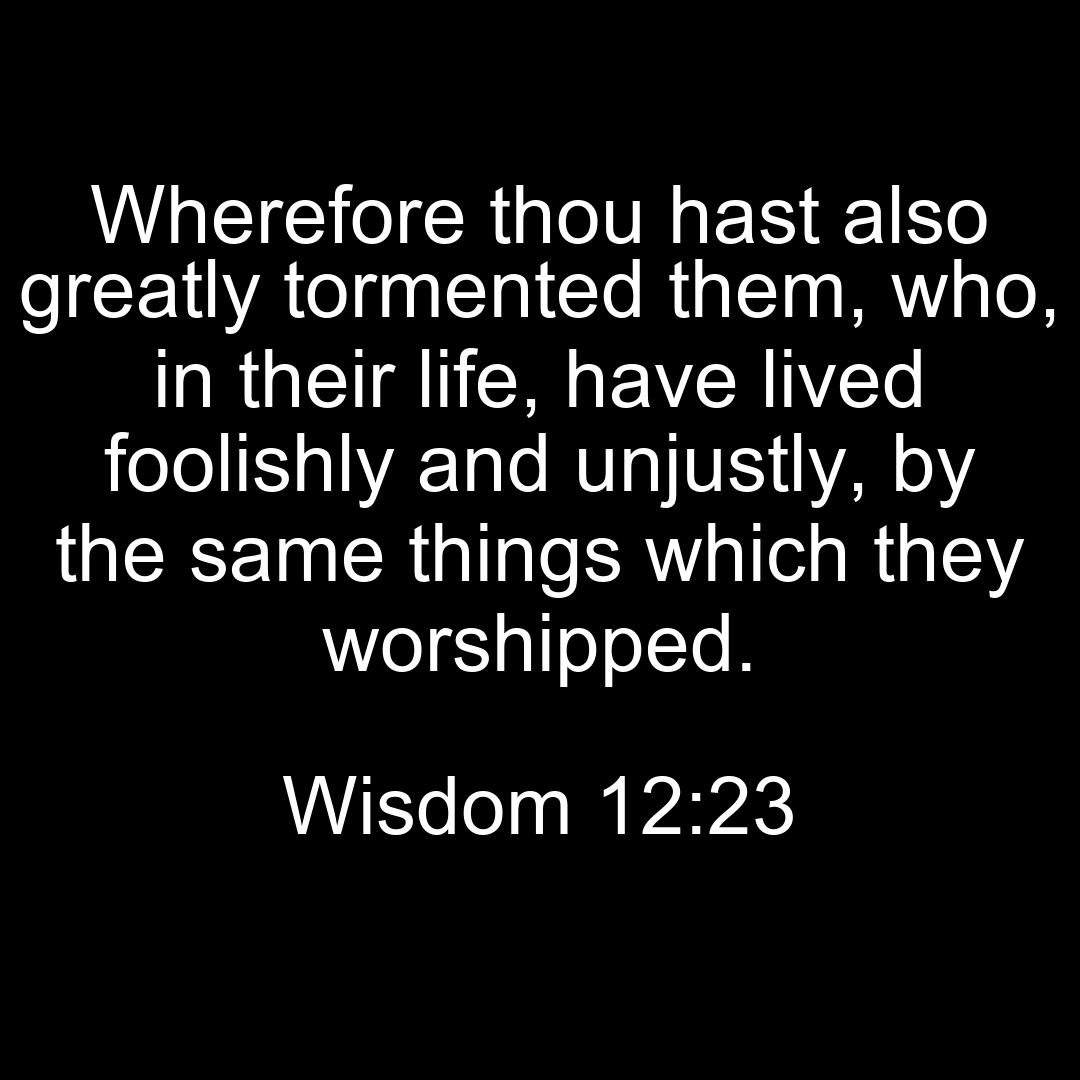 Wherefore thou hast also
greatly tormented them, who,
in their life, have lived
foolishly and unjustly, by
the same things which they
worshipped.
Wisdom 12:23